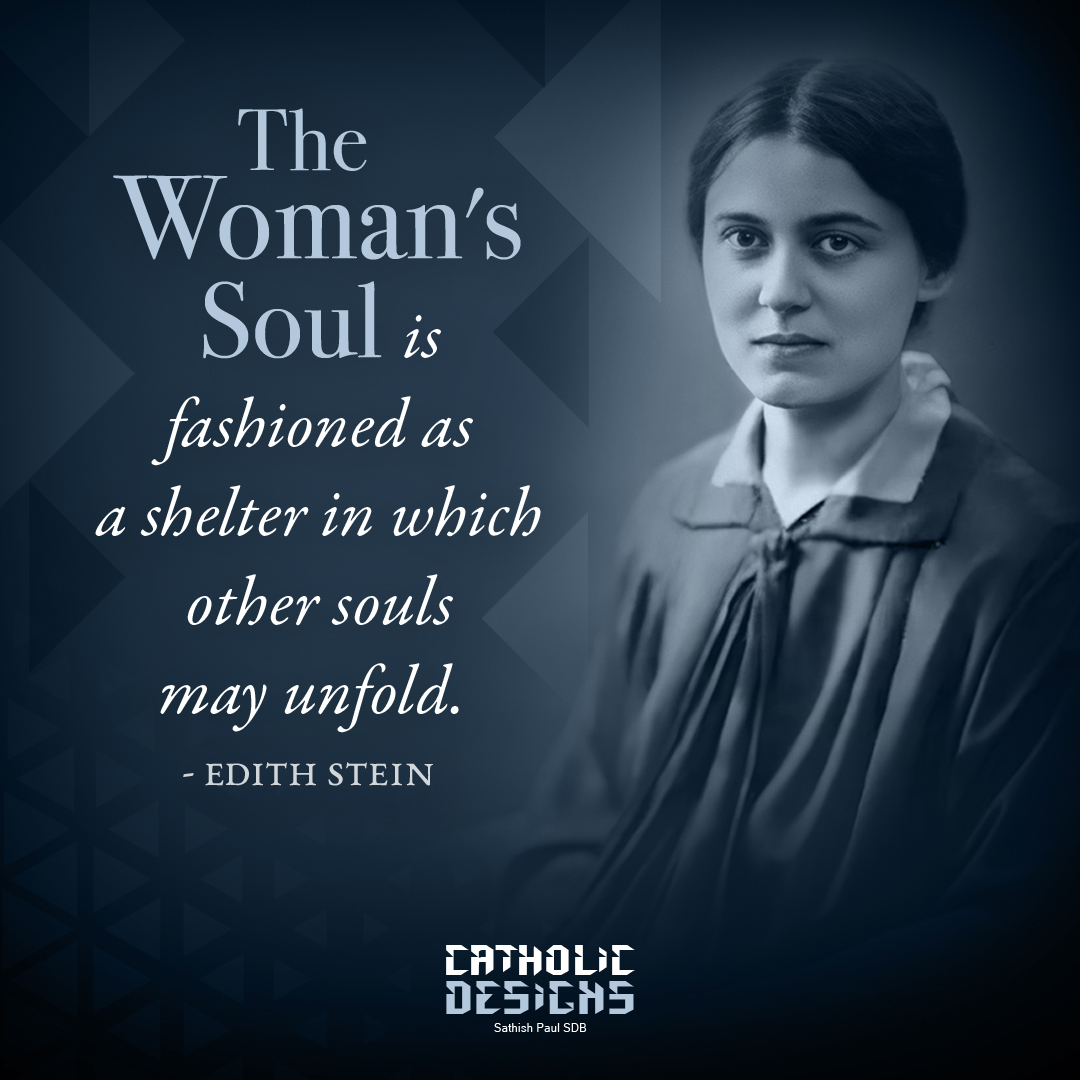 The
Woman's
Soul is
fashioned as
a shelter in which
other souls
may unfold.
- EDITH STEIN
CATHOLIC
DESIGNS
Sathish Paul SDB